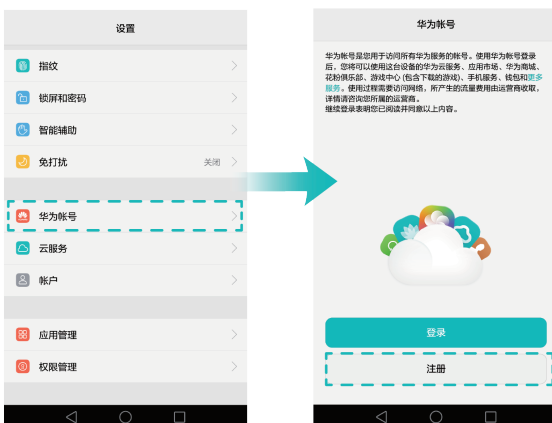 设置
指纹
锁屏和密码
智能辅助
免打扰 关闭
华为帐号
云服务
帐户
应用管理
权限管理
华为帐号
华为帐号是您用于访问所有华为服务的帐号。使用华为帐号登录
后，您将可以使用这台设备的华为云服务、应用市场、华为商城、
花粉俱乐部、游戏中心 (包含下载的游戏)、手机服务、钱包和更多
服务。使用过程需要访问网络，所产生的流量费用由运营商收取，
详情请咨询您所属的运营商。
继续登录表明您已阅读并同意以上内容。
登录
注册